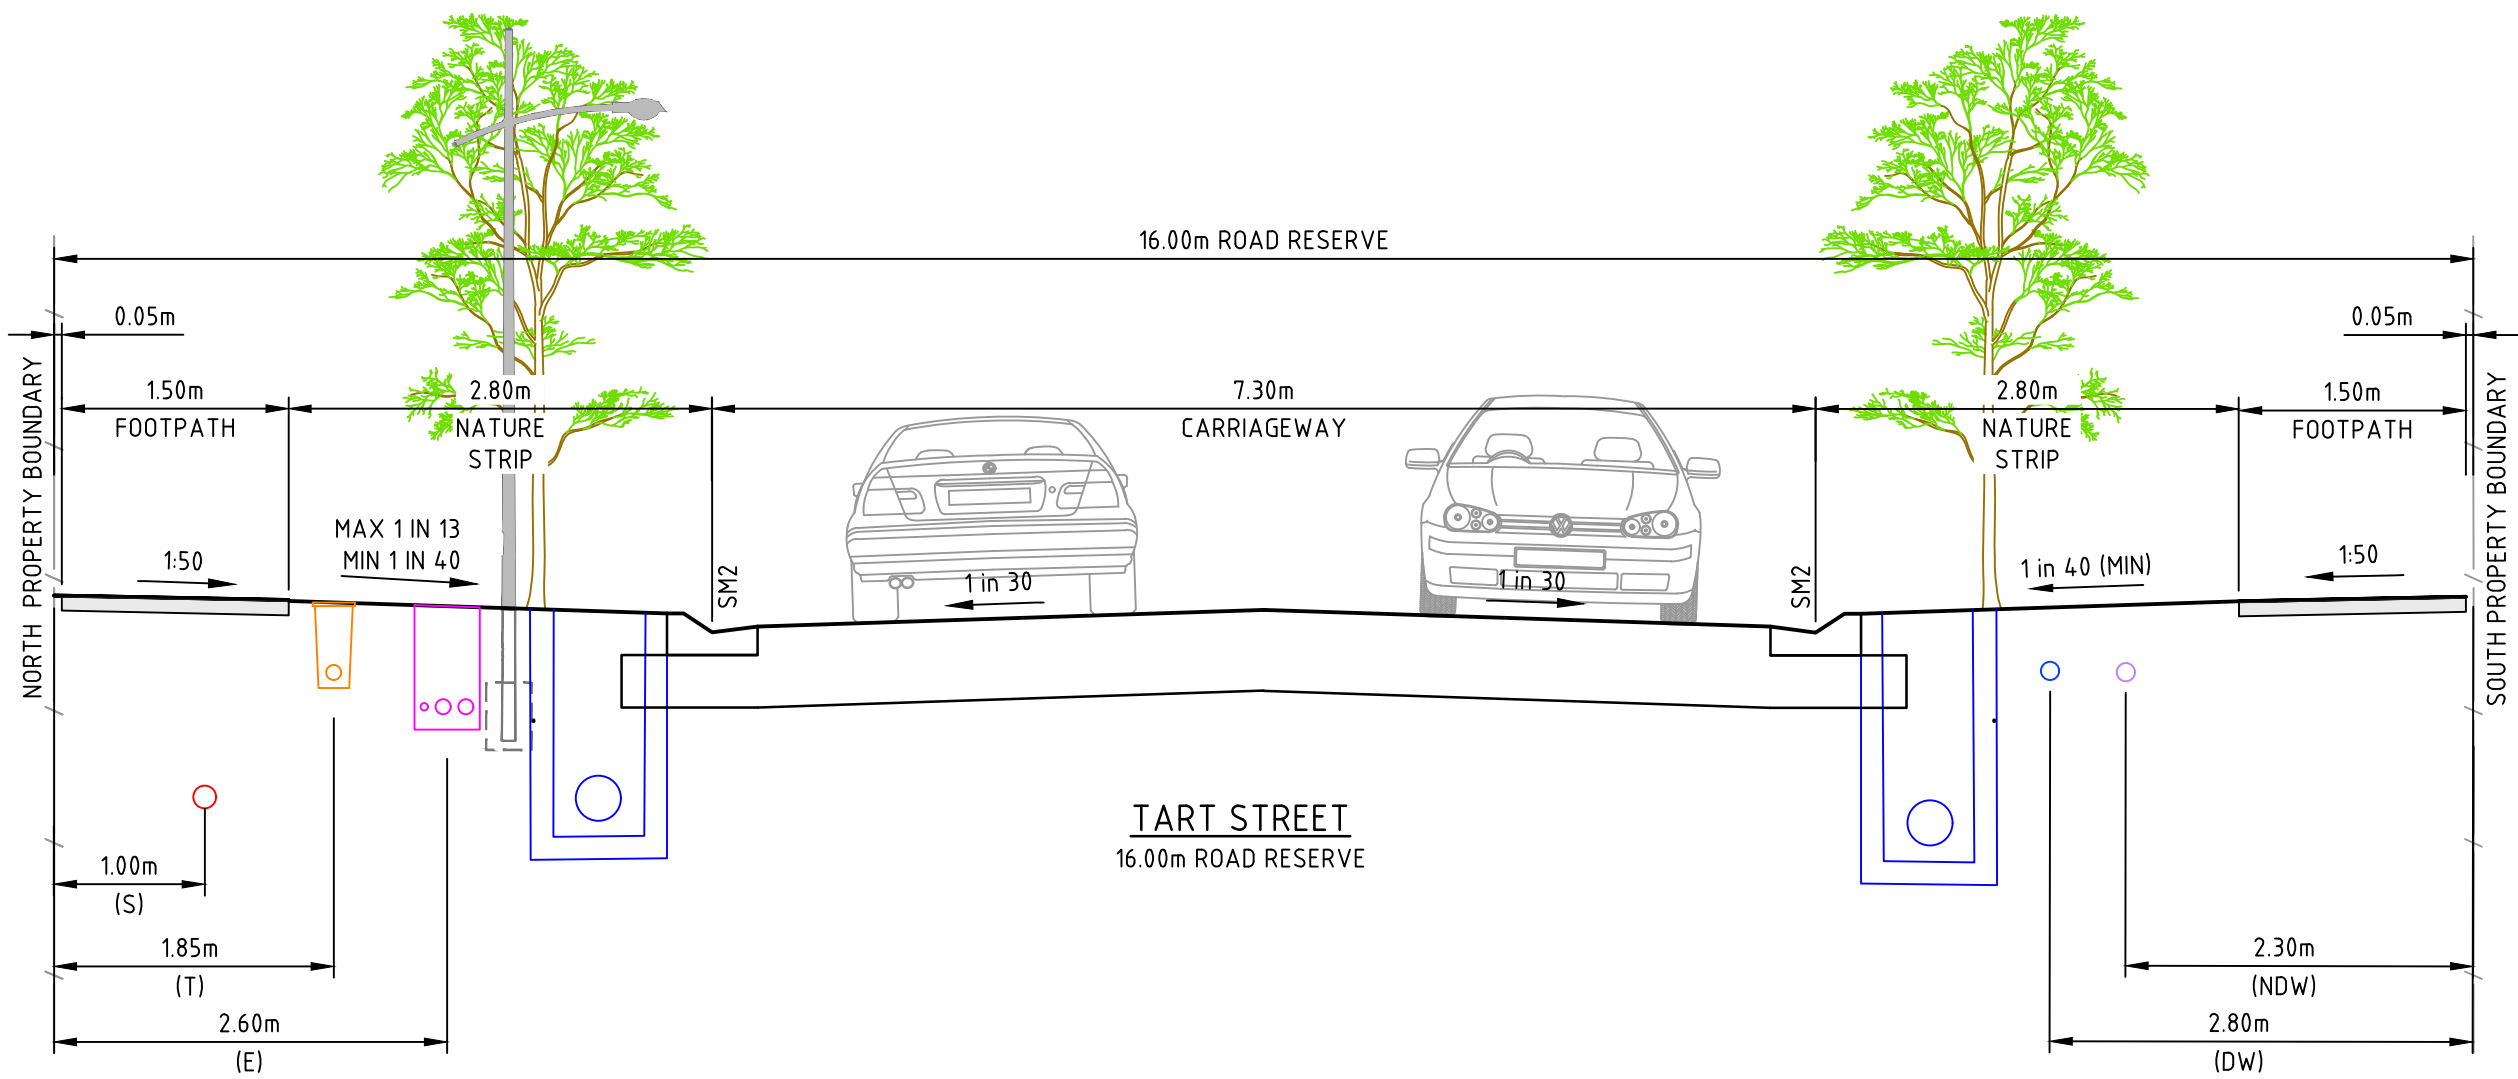 16.00m ROAD RESERVE
0.05m
0.05m
NORTH PROPERTY BOUNDARY
1.50m
FOOTPATH
2.80m
NATURE
STRIP
7.30m
CARRIAGEWAY
2.80m
NATURE
STRIP
1.50m
FOOTPATH
SOUTH PROPERTY BOUNDARY
1:50
MAX 1 IN 13
MIN 1 IN 40
SM2
1 in 30
1 in 30
SM2
1 in 40 (MIN)
1:50
TART STREET
16.00m ROAD RESERVE
1.00m
(S)
1.85m
(T)
2.60m
(E)
2.30m
(NDW)
2.80m
(DW)